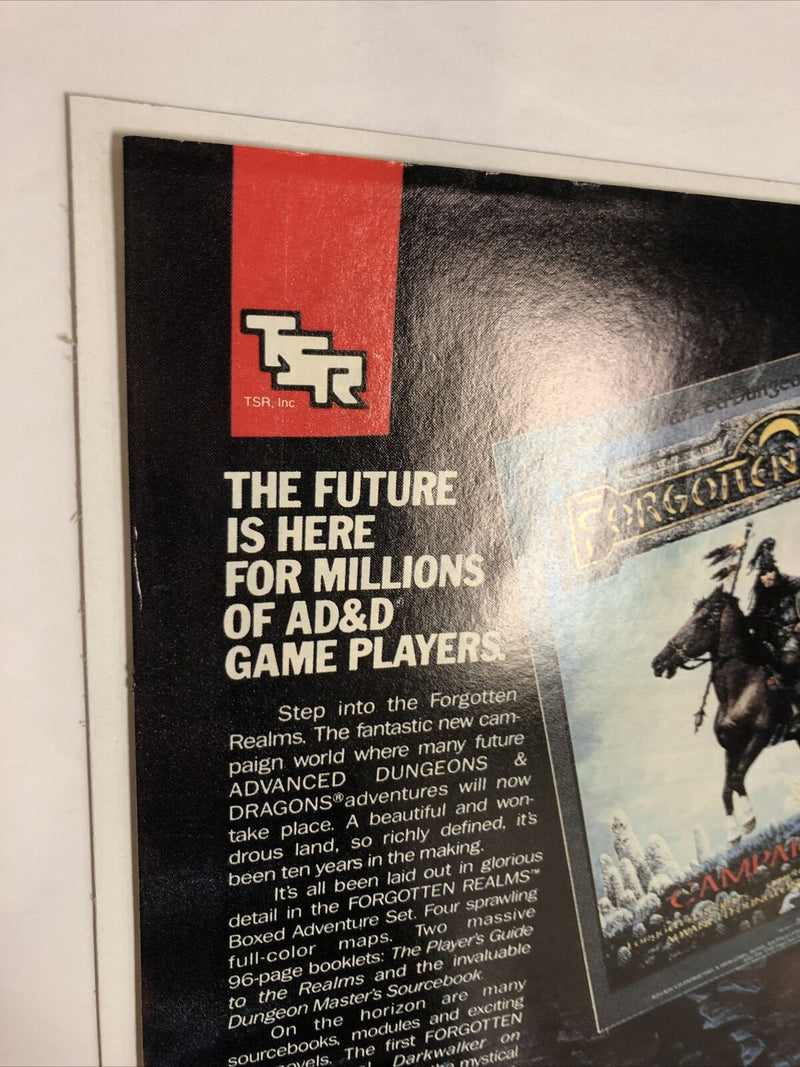 TSR
TSR, Inc.
THE FUTURE
IS HERE
FOR MILLIONS
OF AD&D®
GAME PLAYERS.
Step into the Forgotten
Realms. The fantastic new cam-
paign world where many future
ADVANCED DUNGEONS &
DRAGONS® adventures will now
take place. A beautiful and won-
drous land, so richly defined, it's
been ten years in the making.
It's all been laid out in glorious
detail in the FORGOTTEN REALMS™
Boxed Adventure Set. Four sprawling
full-color maps. Two massive
96-page booklets: The Player's Guide
to the Realms and the invaluable
Dungeon Master's Sourcebook.
On the horizon are many
sourcebooks, modules and exciting
The first FORGOTTEN
Darkwalker on
mystical
FORGOTTEN